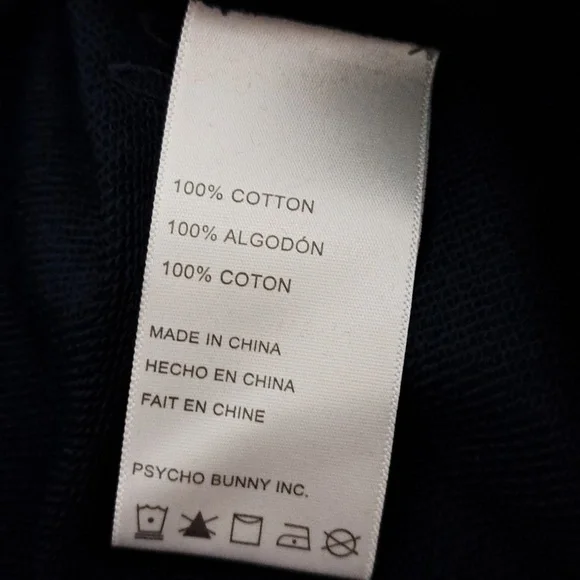 100% COTTON
100% ALGODÓN
100% COTON
MADE IN CHINA
HECHO EN CHINA
FAIT EN CHINE
PSYCHO BUNNY INC.